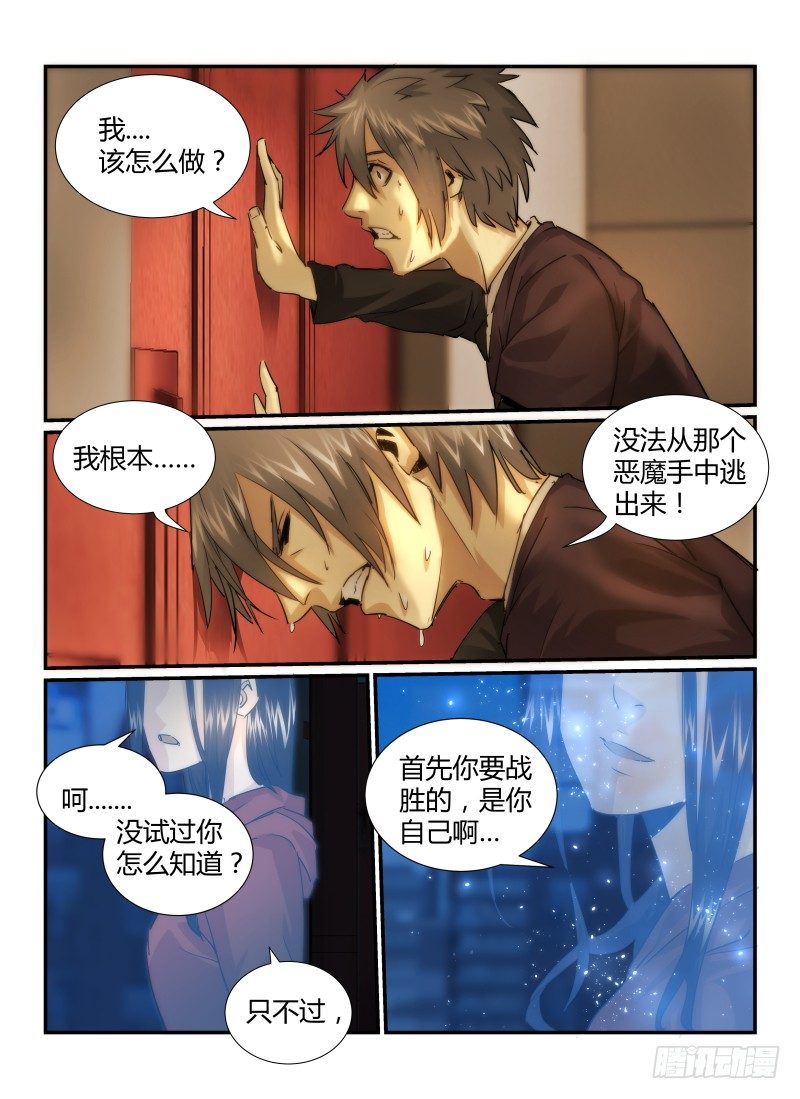 我....
该怎么做？
我根本......
没法从那个
恶魔手中逃
出来！
呵.......
没试过你
怎么知道？
只不过，
首先你要战
胜的，是你
自己啊...
腾讯动漫